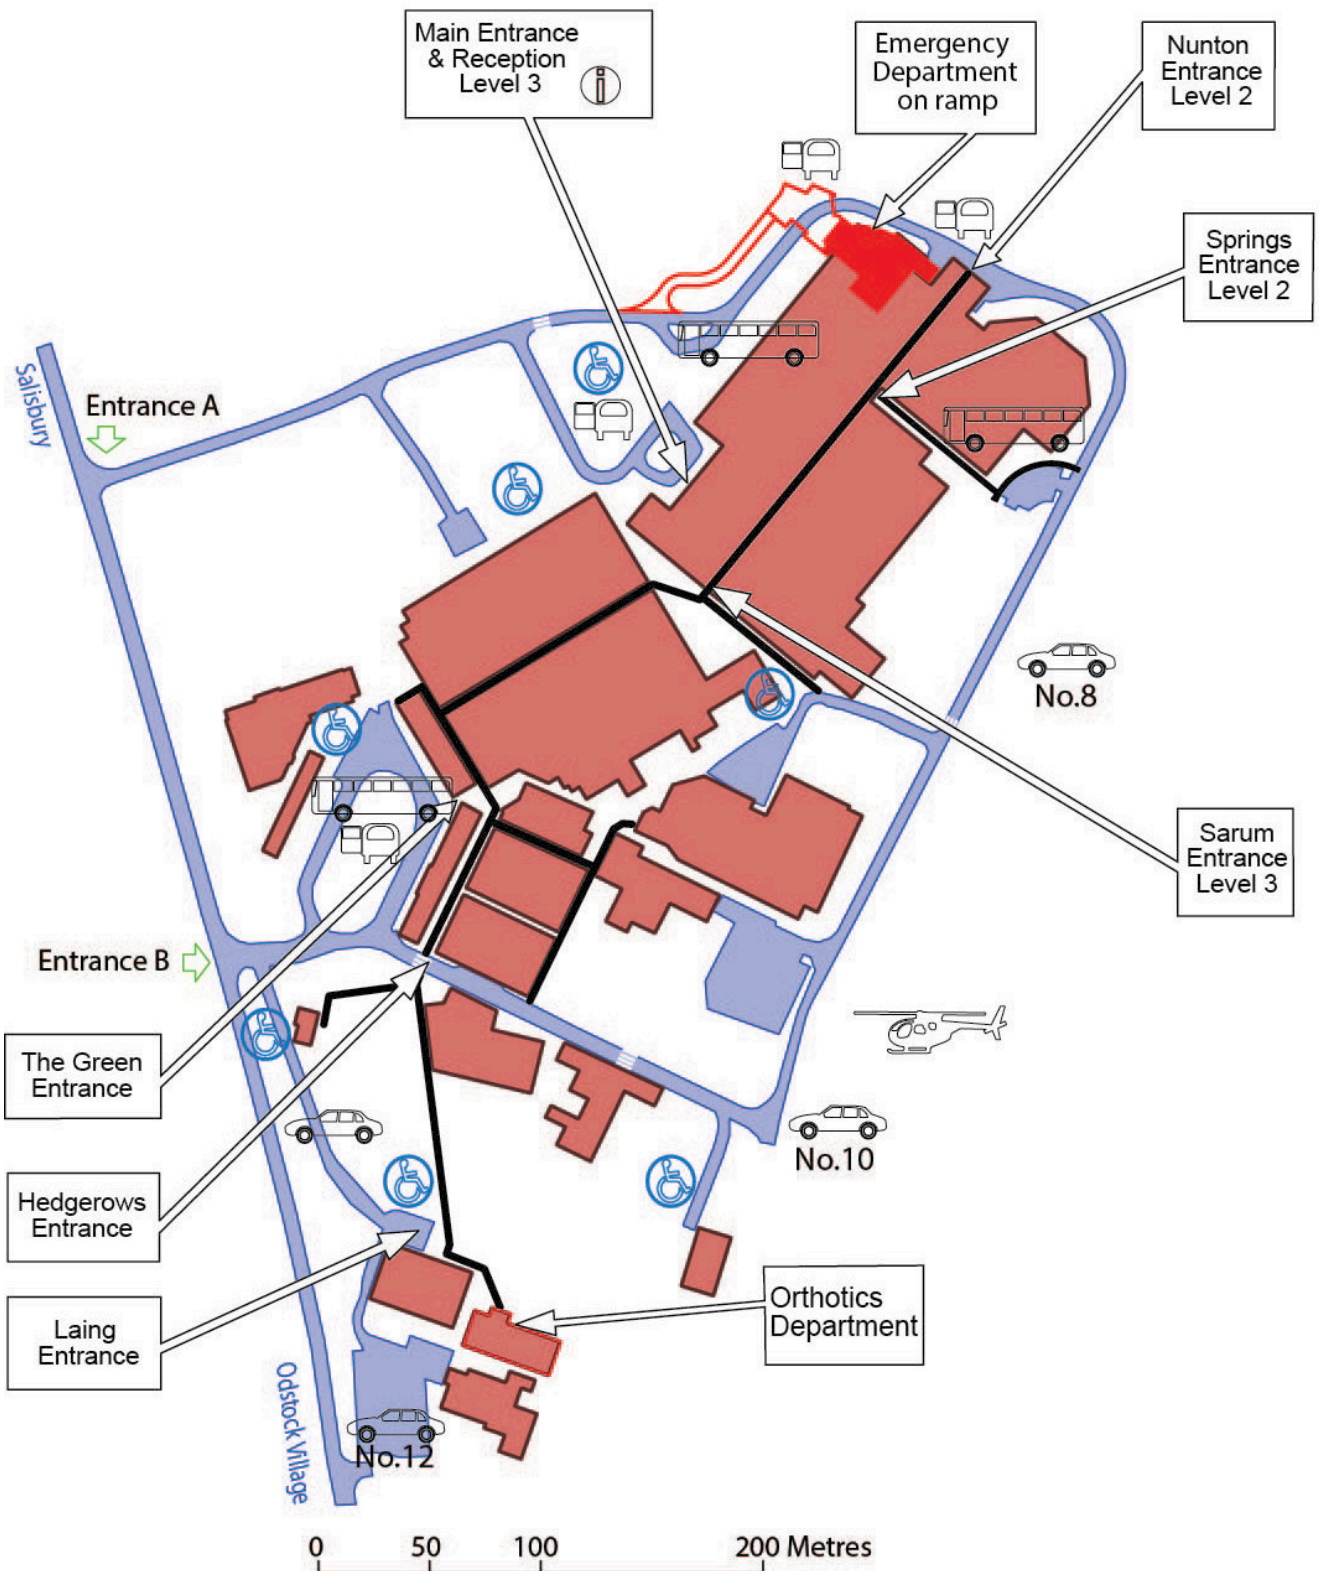 Main Entrance
& Reception
Level 3
i
Emergency
Department
on ramp
Nunton
Entrance
Level 2
Springs
Entrance
Level 2
Salisbury
Entrance A
No.8
Sarum
Entrance
Level 3
Entrance B
The Green
Entrance
No.10
Hedgerows
Entrance
Laing
Entrance
Orthotics
Department
Odstock Village
No.12
0 50 100 200 Metres